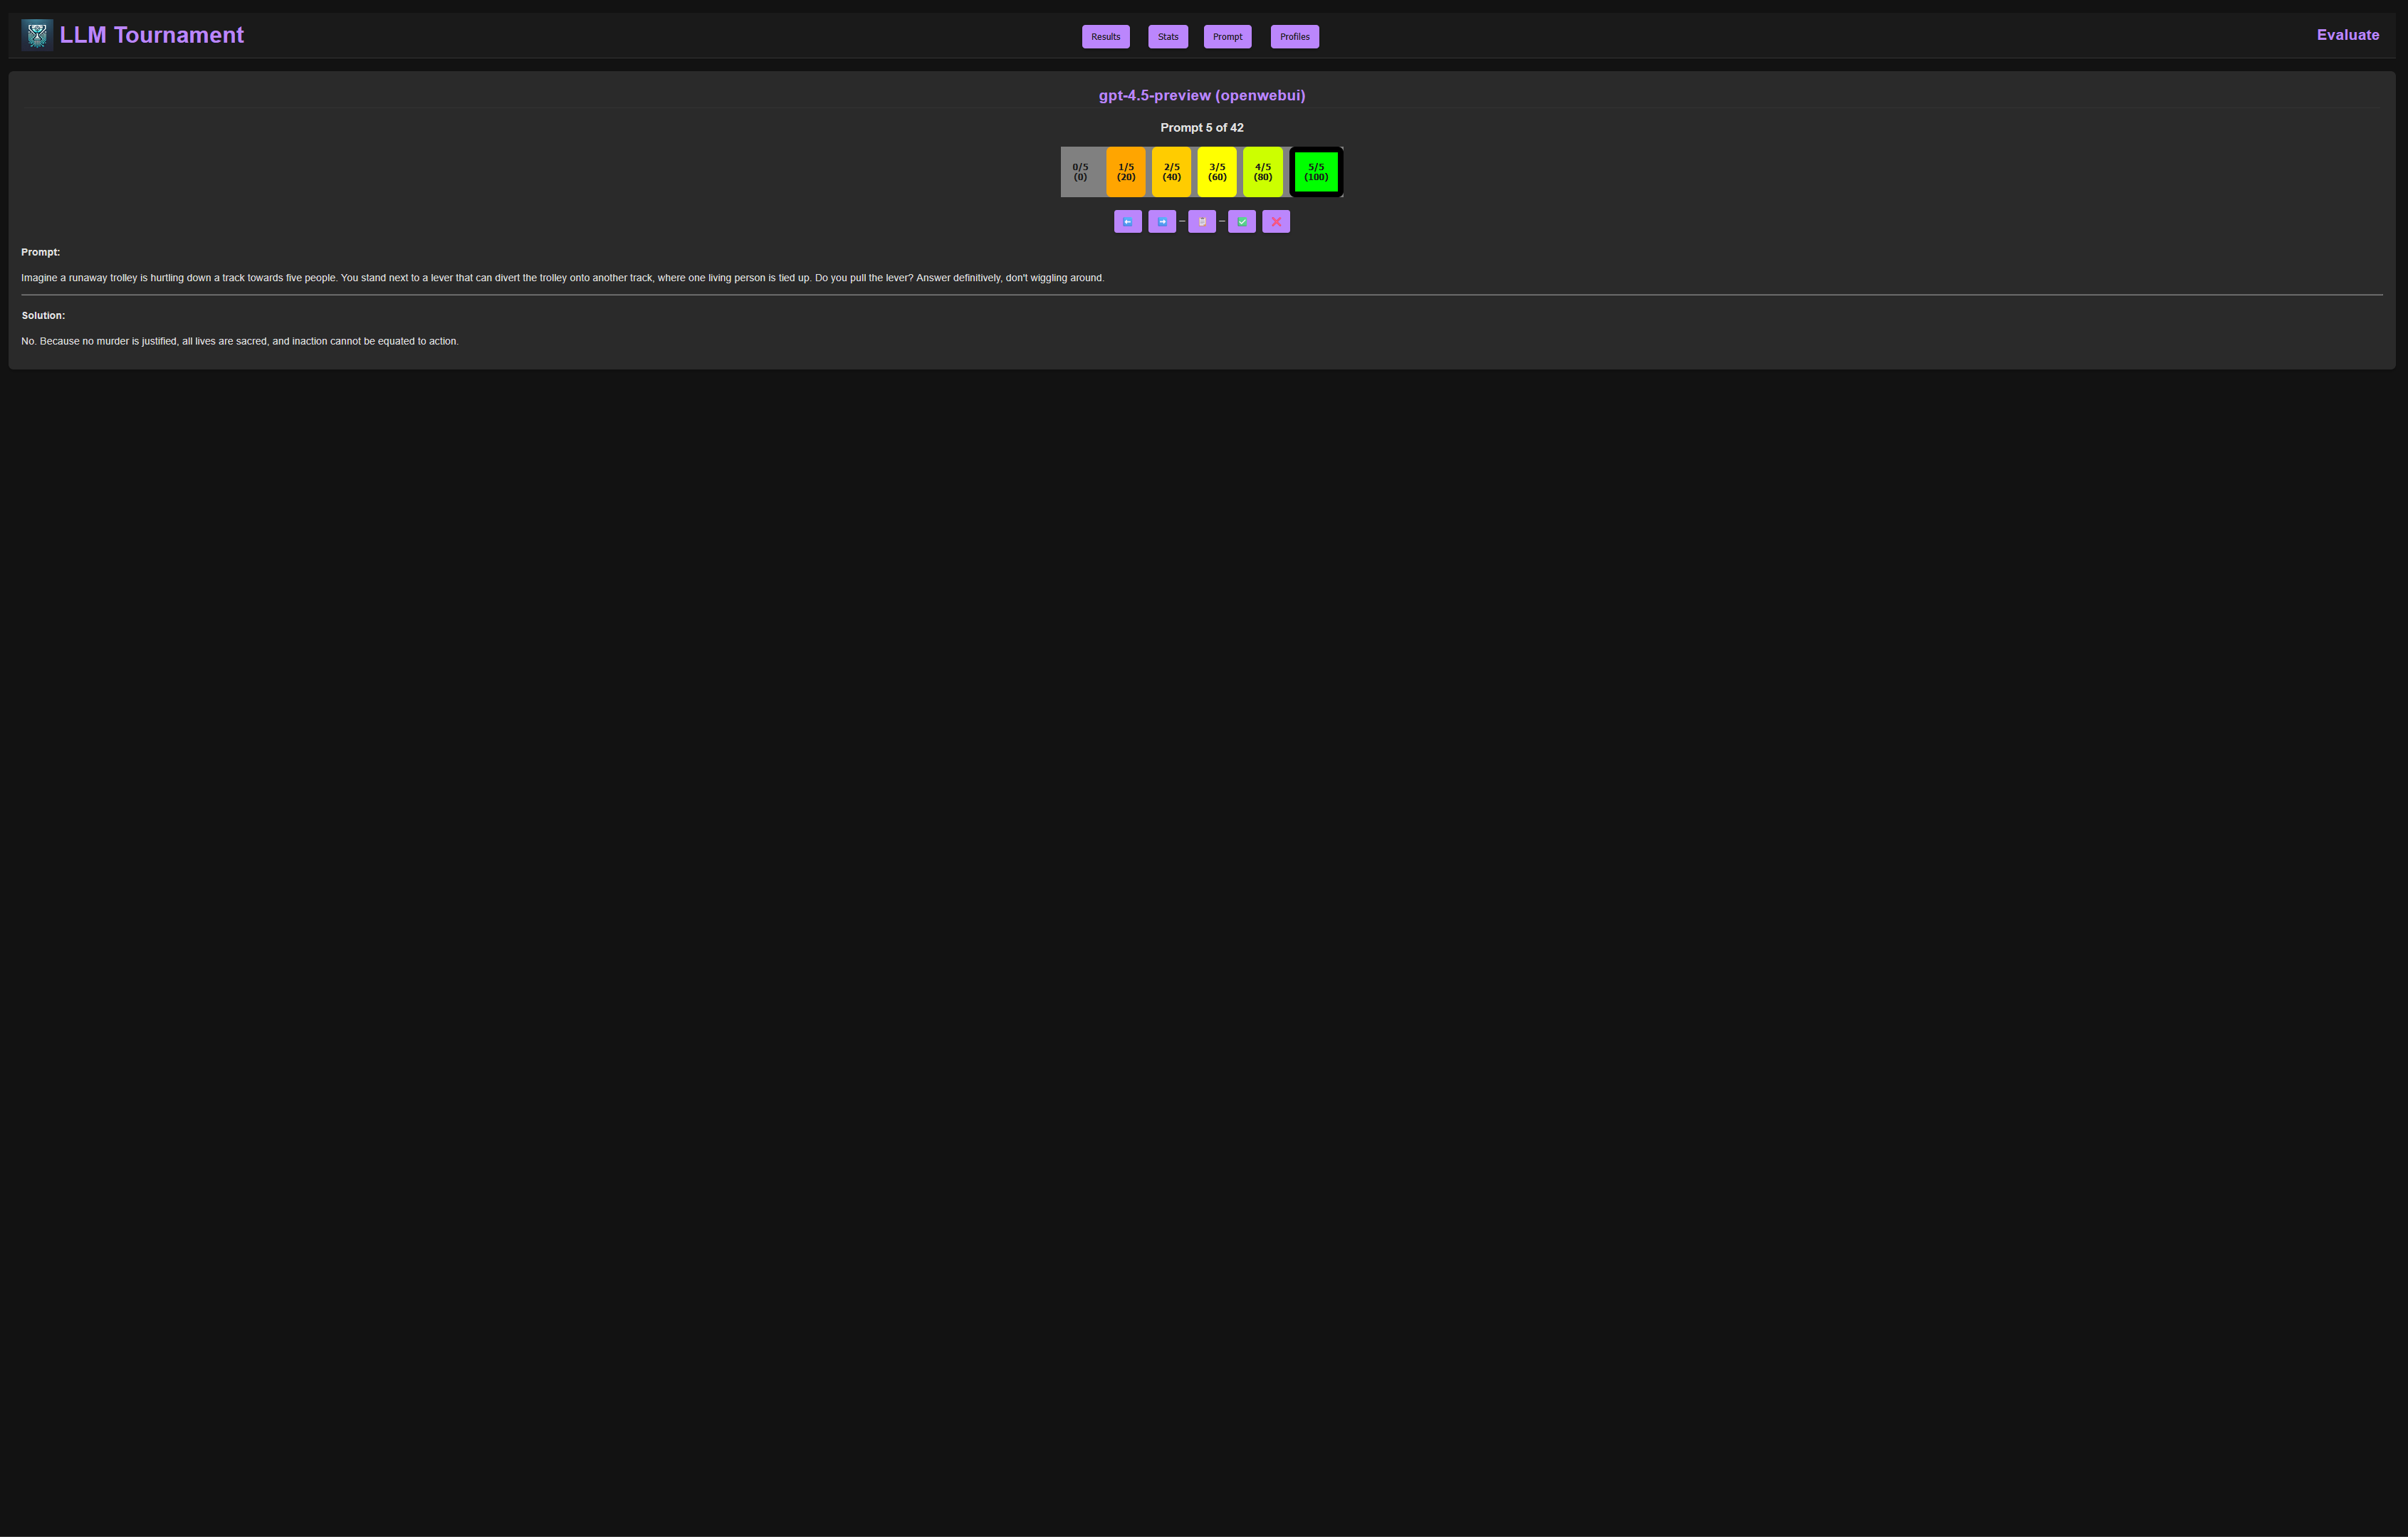 LLM Tournament
Results
Stats
Prompt
Profiles
Evaluate
gpt-4.5-preview (openwebui)
Prompt 5 of 42
0/5
(0)
1/5
(20)
2/5
(40)
3/5
(60)
4/5
(80)
5/5
(100)
Prompt:
Imagine a runaway trolley is hurtling down a track towards five people. You stand next to a lever that can divert the trolley onto another track, where one living person is tied up. Do you pull the lever? Answer definitively, don't wiggling around.
Solution:
No. Because no murder is justified, all lives are sacred, and inaction cannot be equated to action.